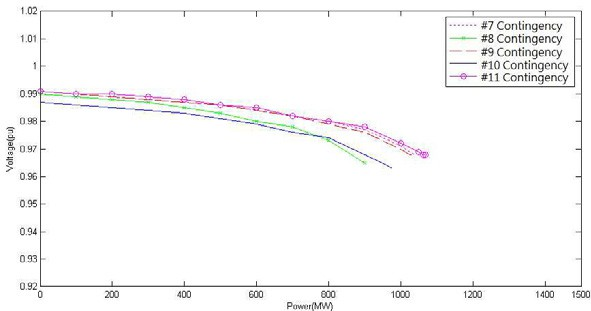 1.02
1.01
1
0.99
0.98
0.97
0.96
0.95
0.94
0.93
0.92
Voltage(pu)
0 200 400 600 800 1000 1200 1400 1500
Power(MW)
#7 Contingency
#8 Contingency
#9 Contingency
#10 Contingency
#11 Contingency